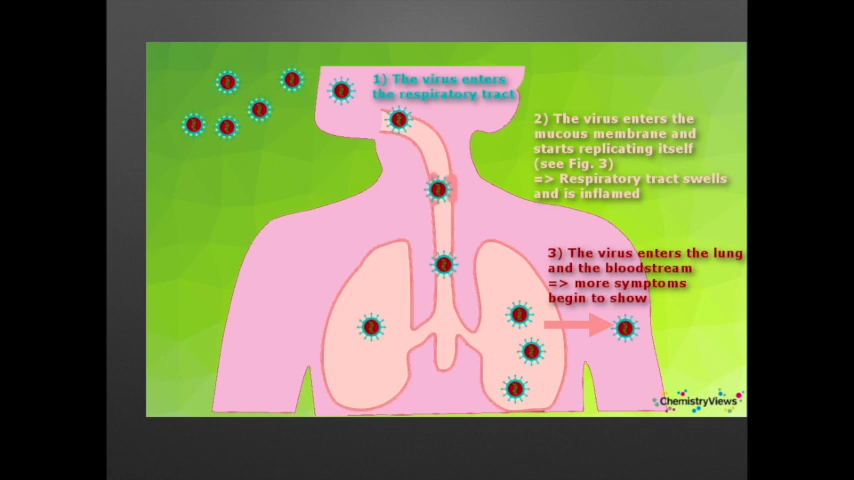 1) The virus enters
the respiratory tract
2) The virus enters the
mucous membrane and
starts replicating itself
(see Fig. 3)
=> Respiratory tract swells
and is inflamed
3) The virus enters the lung
and the bloodstream
=> more symptoms
begin to show
ChemistryViews